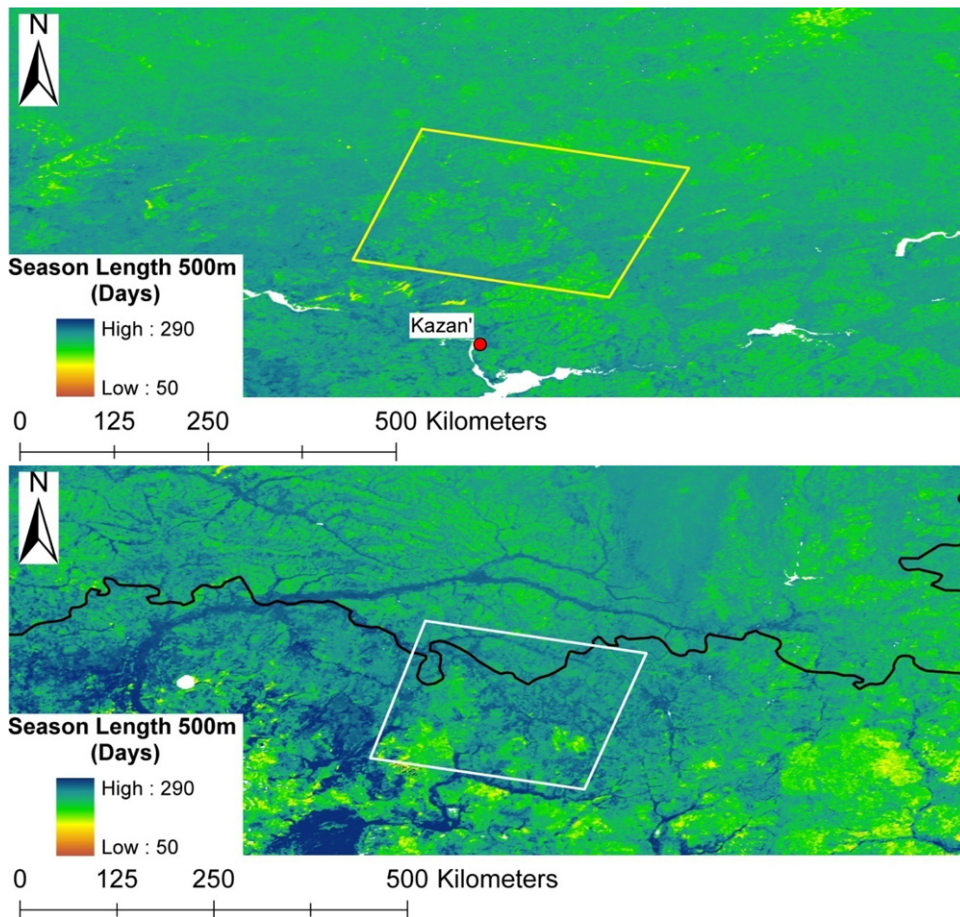 N
Season Length 500m
(Days)
High : 290
Low : 50
Kazan'
0 125 250 500 Kilometers
N
Season Length 500m
(Days)
High : 290
Low : 50
0 125 250 500 Kilometers